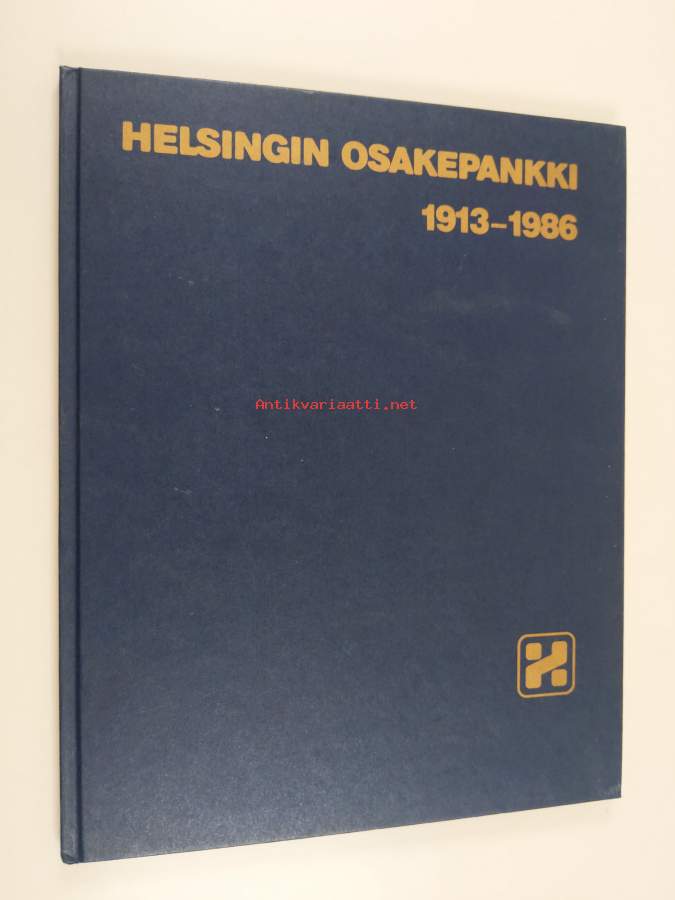 HELSINGIN OSAKEPANKKI
1913–1986
Antikvariaatti.net